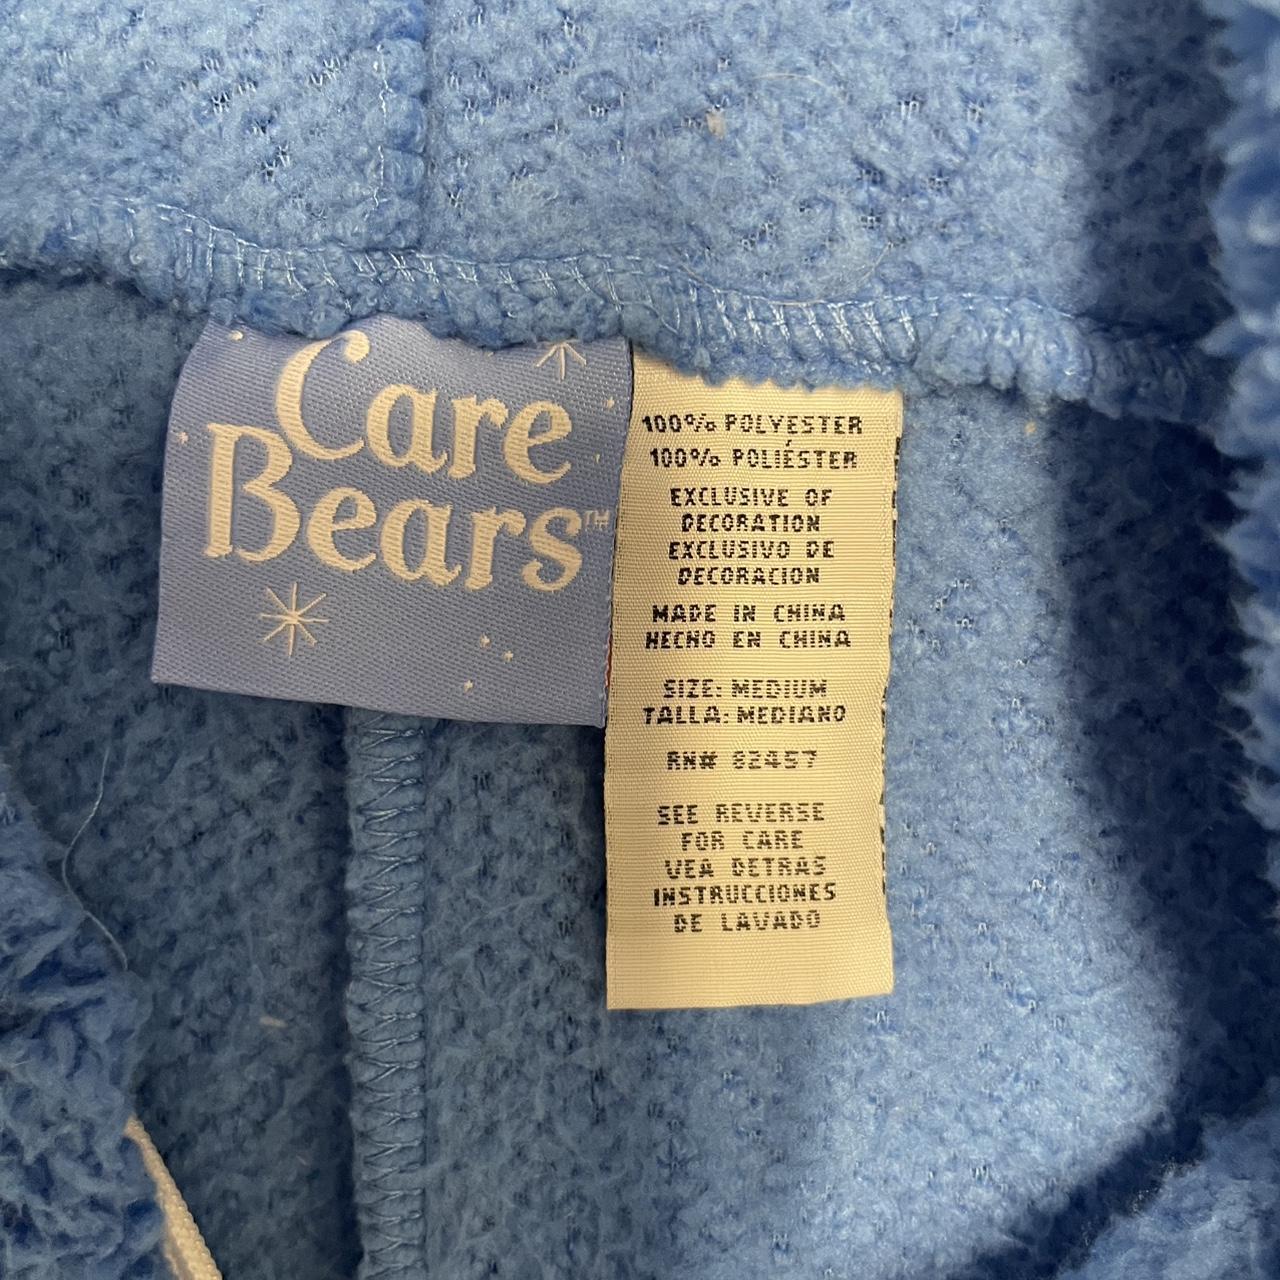 Care
Bears™
100% POLYESTER
100% POLIÉSTER
EXCLUSIVE OF
DECORATION
EXCLUSIVO DE
DECORACION
MADE IN CHINA
HECHO EN CHINA
SIZE: MEDIUM
TALLA: MEDIANO
RN# 82457
SEE REVERSE
FOR CARE
VEA DETRAS
INSTRUCCIONES
DE LAVADO